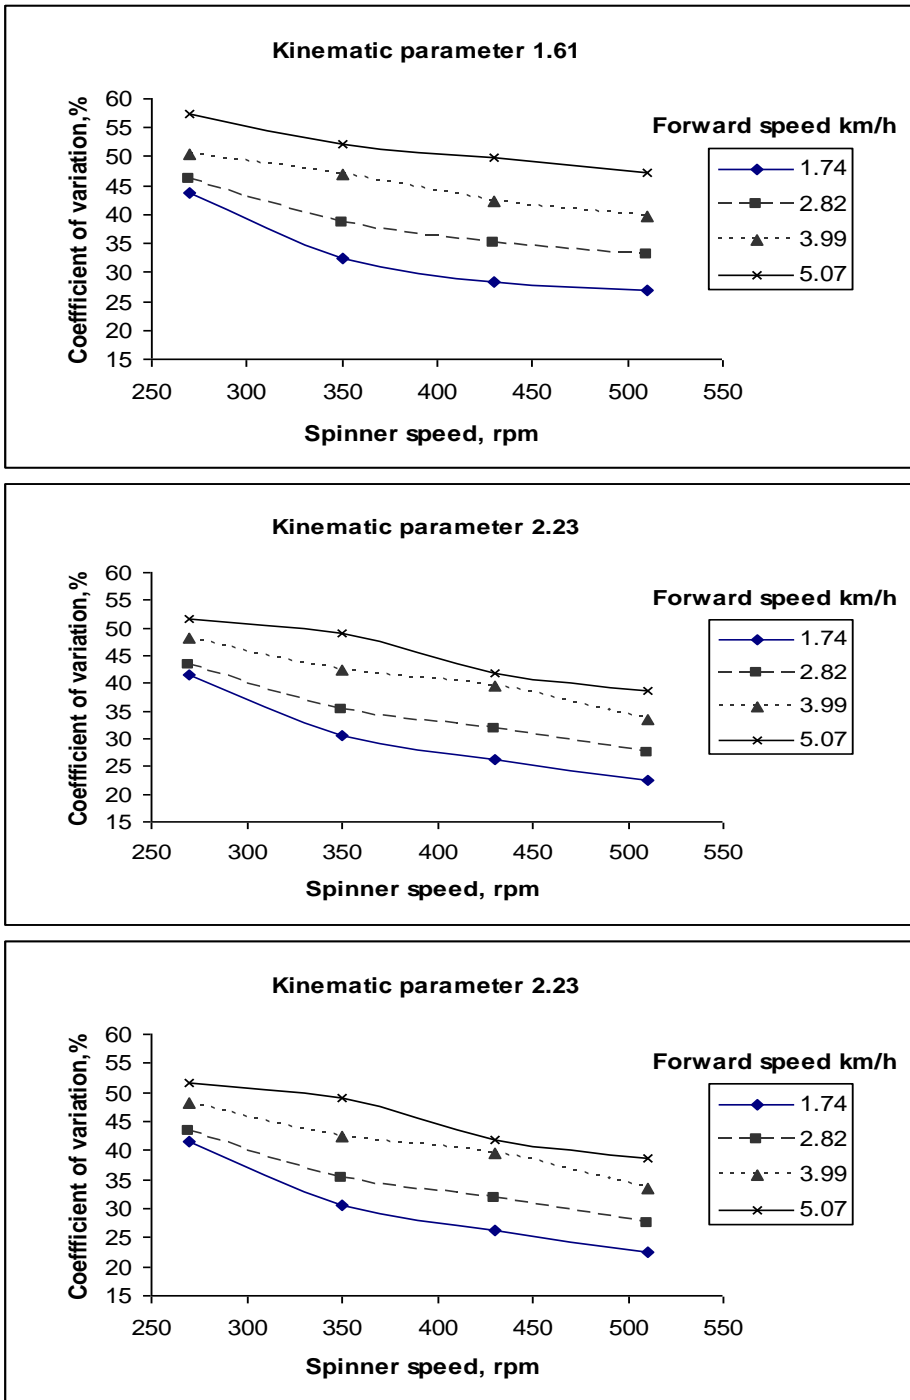 Kinematic parameter 1.61
Coeffficient of variation,%
60
55
50
45
40
35
30
25
20
15
250 300 350 400 450 500 550
Spinner speed, rpm
Forward speed km/h
1.74
2.82
3.99
5.07
Kinematic parameter 2.23
Coeffficient of variation,%
60
55
50
45
40
35
30
25
20
15
250 300 350 400 450 500 550
Spinner speed, rpm
Forward speed km/h
1.74
2.82
3.99
5.07
Kinematic parameter 2.23
Coeffficient of variation,%
60
55
50
45
40
35
30
25
20
15
250 300 350 400 450 500 550
Spinner speed, rpm
Forward speed km/h
1.74
2.82
3.99
5.07